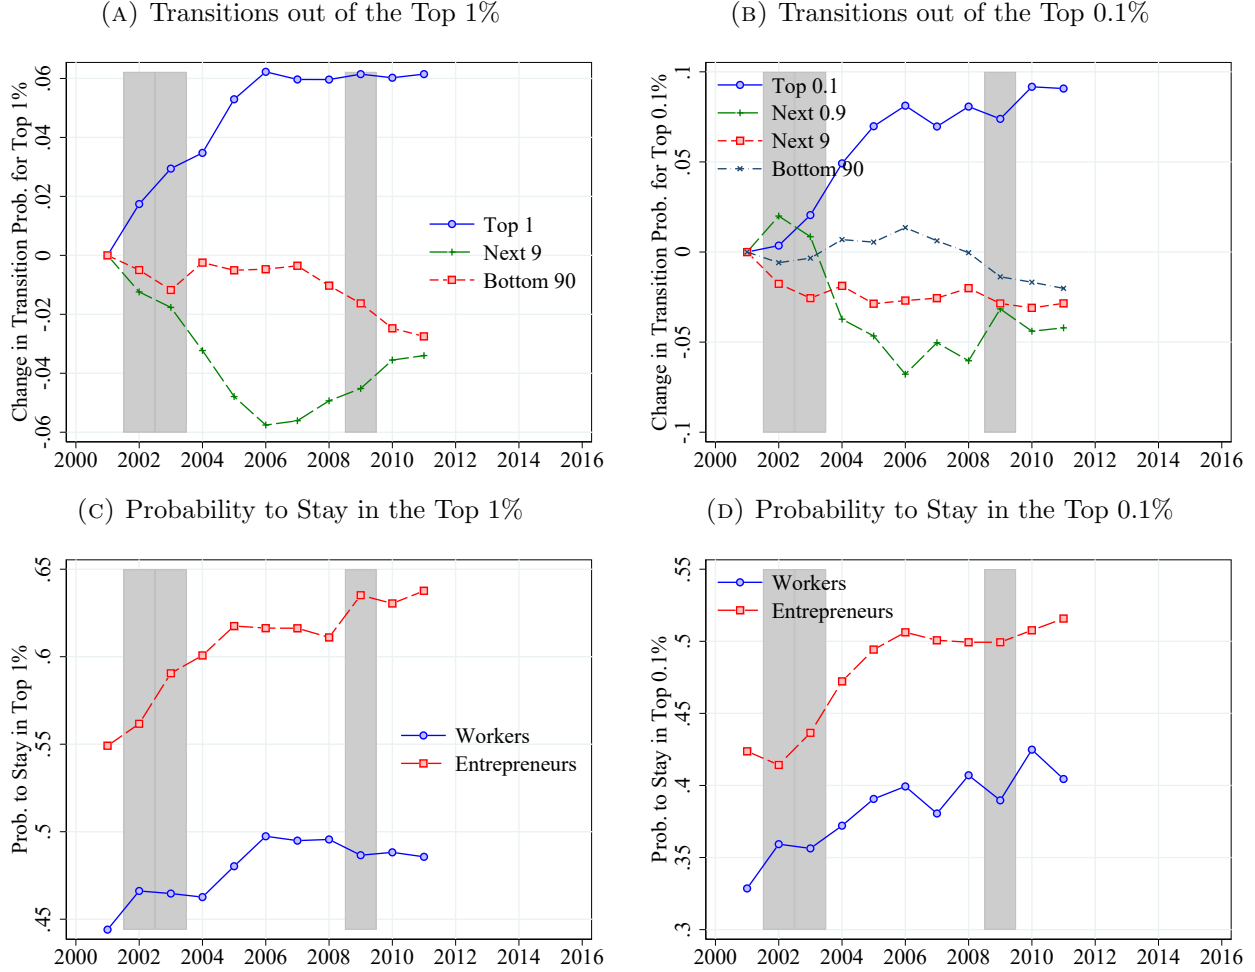 (A) Transitions out of the Top 1%
Change in Transition Prob. for Top 1%
.06
.04
.02
0
-.02
-.04
-.06
Top 1
Next 9
Bottom 90
2000 2002 2004 2006 2008 2010 2012 2014 2016
(B) Transitions out of the Top 0.1%
Change in Transition Prob. for Top 0.1%
.1
.05
0
-.05
-.1
Top 0.1
Next 0.9
Next 9
Bottom 90
2000 2002 2004 2006 2008 2010 2012 2014 2016
(C) Probability to Stay in the Top 1%
Prob. to Stay in Top 1%
.65
.6
.55
.5
.45
Workers
Entrepreneurs
2000 2002 2004 2006 2008 2010 2012 2014 2016
(D) Probability to Stay in the Top 0.1%
Prob. to Stay in Top 0.1%
.55
.5
.45
.4
.35
.3
Workers
Entrepreneurs
2000 2002 2004 2006 2008 2010 2012 2014 2016